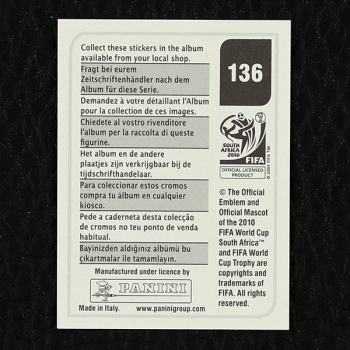 Collect these stickers in the album
available from your local shop.
Fragt bei eurem
Zeitschriftenhändler nach dem
Album für diese Serie.
Demandez à votre détaillant l'Album
pour la collection de ces images.
Chiedete al vostro rivenditore
l'album per la raccolta di queste
figurine.
Het album en de andere
plaatjes zijn verkrijgbaar bij de
tijdschrifthandelaar.
Para coleccionar estos cromos
compra tu álbum en cualquier
kiosco.
Pede a caderneta desta colecção
de cromos no teu ponto de venda
habitual.
Bayinizden aldığınız albümü bu
çıkartmalar ile tamamlayın.
Manufactured under licence by
PANINI
Made in Italy. www.paninigroup.com
136
SOUTH AFRICA
2010
FIFA
© 2005 FIFA TM
OFFICIAL LICENSED
PRODUCT
© The Official
Emblem and
Official Mascot
of the 2010
FIFA World Cup
South Africa™
and FIFA World
Cup Trophy are
copyrights and
trademarks of
FIFA. All rights
reserved.